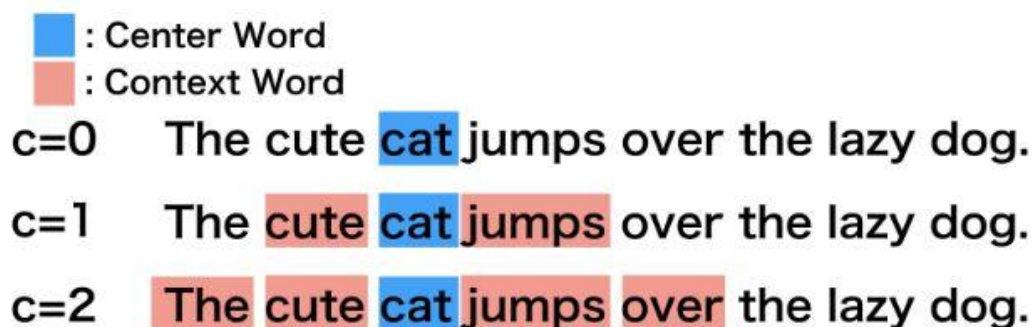 : Center Word
: Context Word
c=0 The cute cat jumps over the lazy dog.
c=1 The cute cat jumps over the lazy dog.
c=2 The cute cat jumps over the lazy dog.